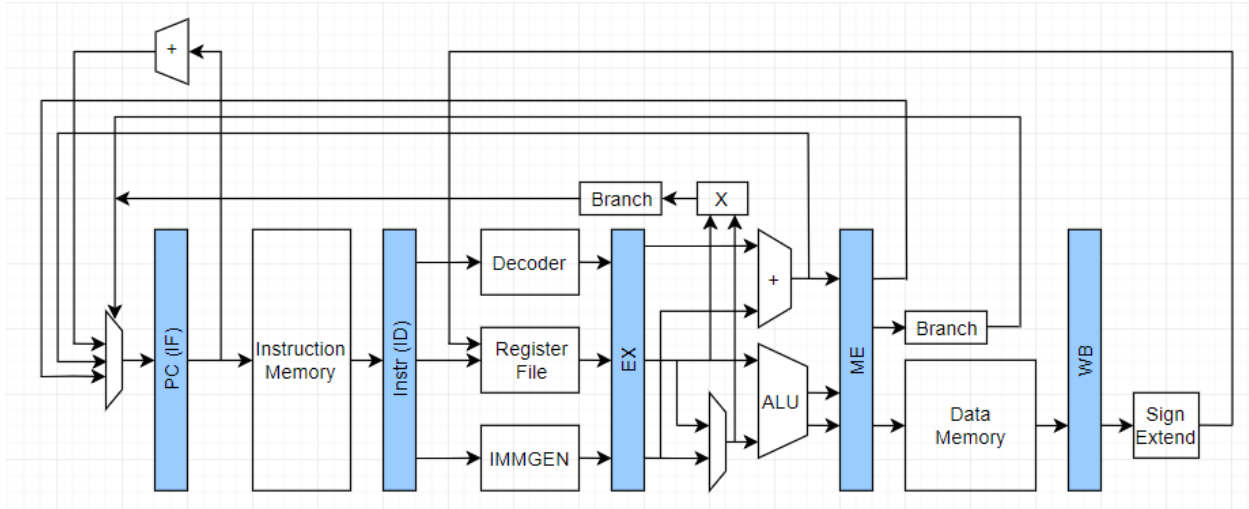 +
Branch
X
Decoder
+
PC (IF)
Instruction
Memory
Instr (ID)
Register
File
EX
ALU
ME
Branch
Data
Memory
WB
Sign
Extend
IMMGEN